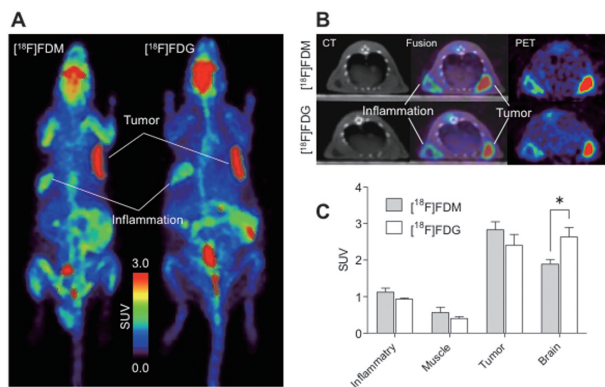 A
[¹⁸F]FDM
[¹⁸F]FDG
Tumor
Inflammation
3.0
SUV
0.0
B
CT
Fusion
PET
[¹⁸F]FDM
[¹⁸F]FDG
Inflammation
Tumor
C
[¹⁸F]FDM
[¹⁸F]FDG
*
SUV
4
3
2
1
0
Inflammatry
Muscle
Tumor
Brain